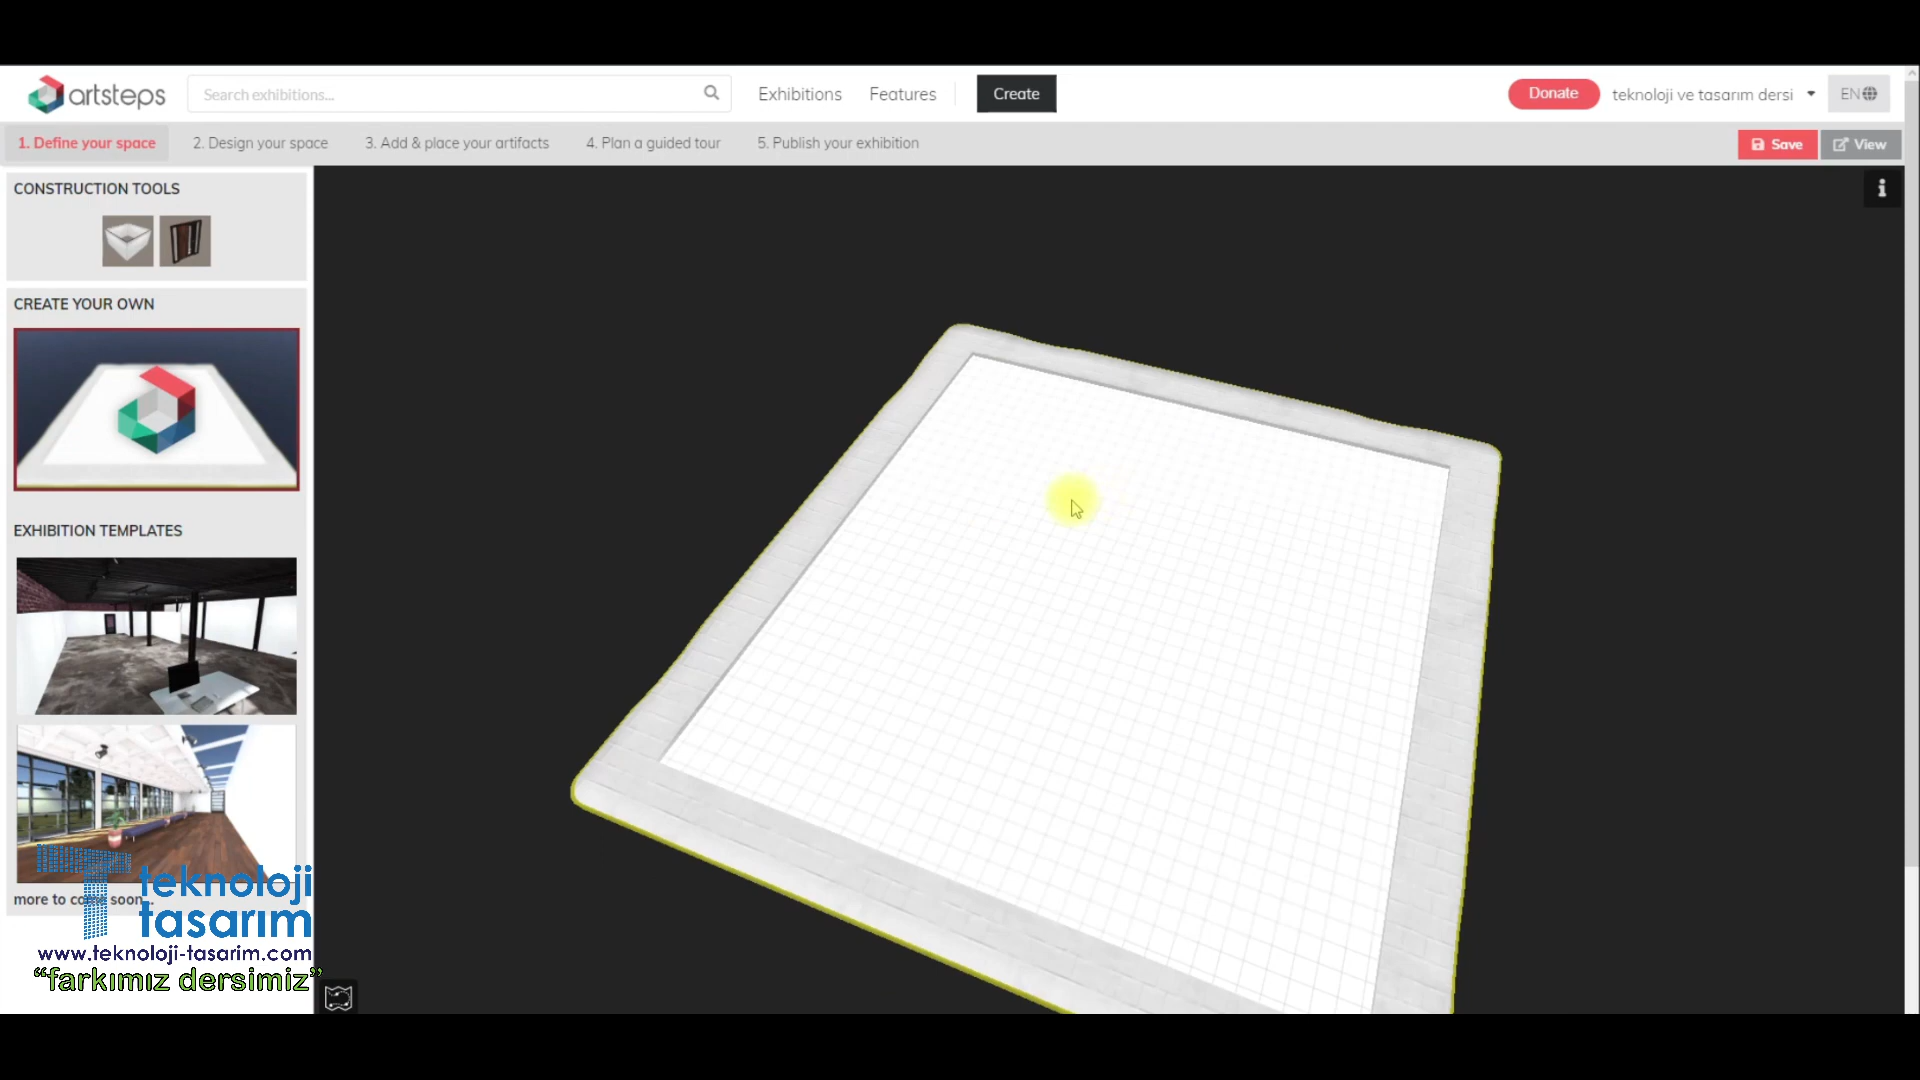 artsteps
Search exhibitions...
Exhibitions
Features
Create
Donate
teknoloji ve tasarım dersi
EN
1. Define your space
2. Design your space
3. Add & place your artifacts
4. Plan a guided tour
5. Publish your exhibition
Save
View
CONSTRUCTION TOOLS
CREATE YOUR OWN
EXHIBITION TEMPLATES
more to come soon...
teknoloji
tasarım
www.teknoloji-tasarim.com
“farkımız dersimiz”